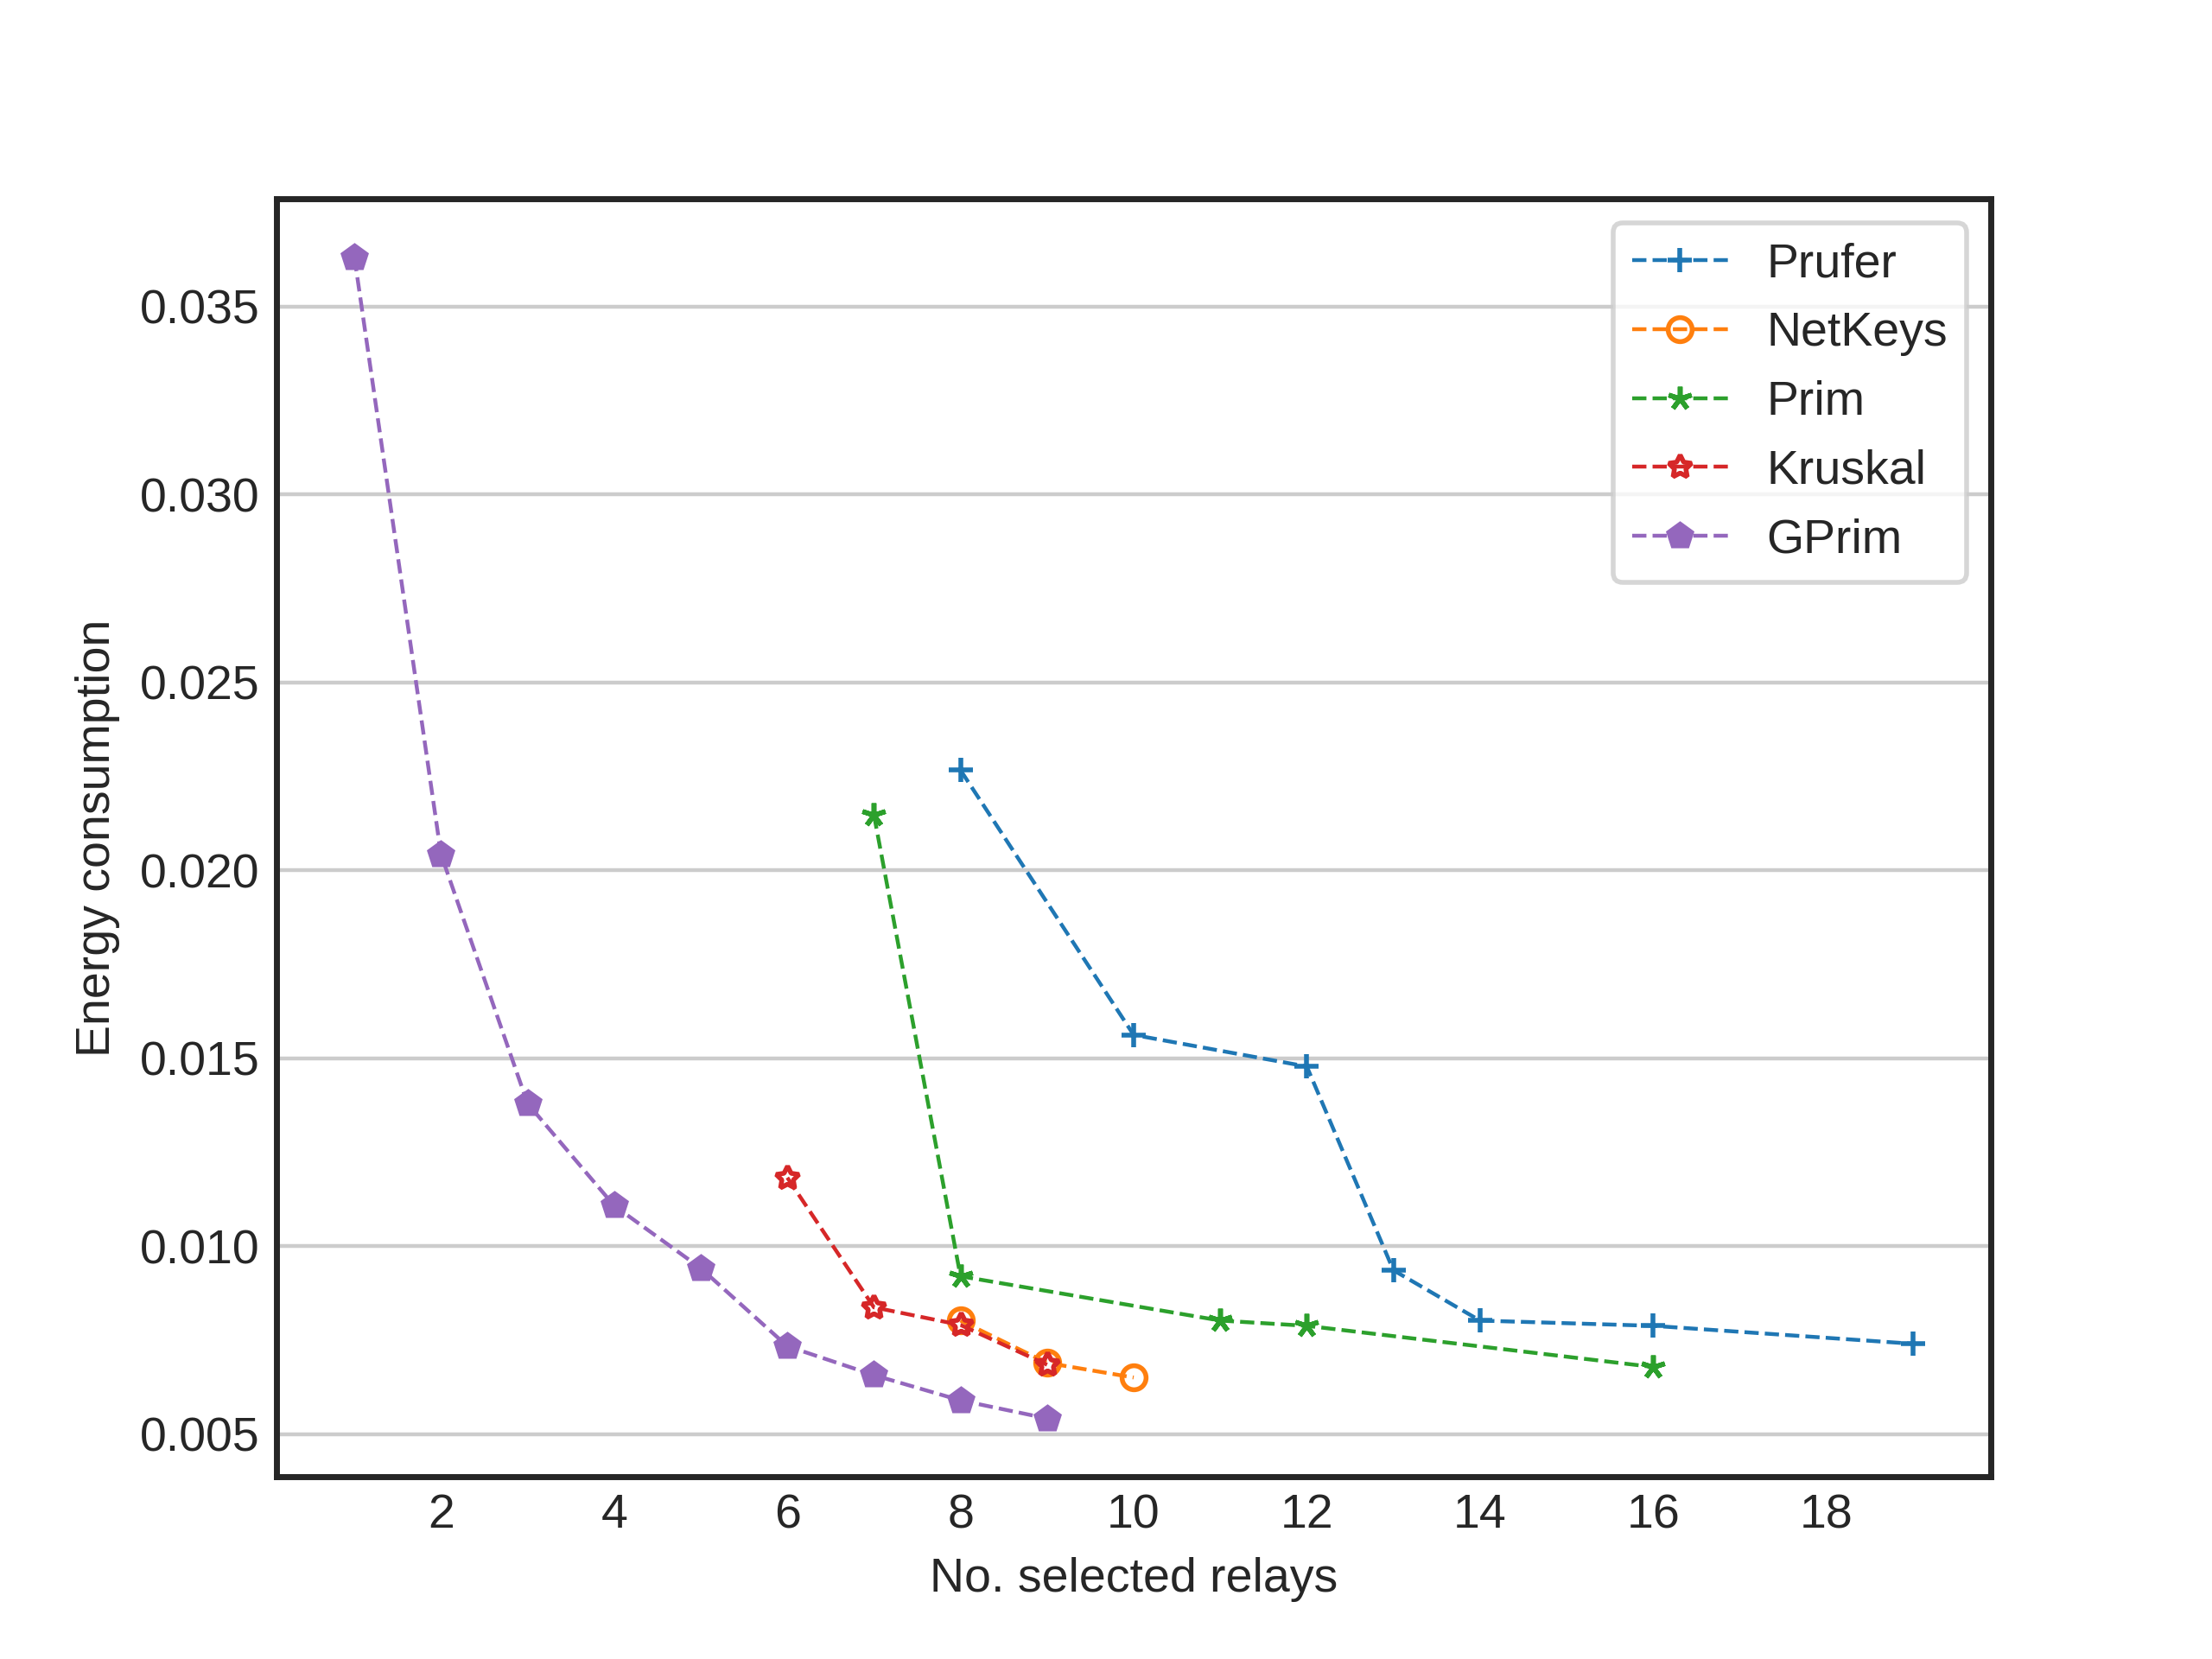 Prufer
NetKeys
Prim
Kruskal
GPrim
0.035
0.030
0.025
0.020
0.015
0.010
0.005
Energy consumption
2 4 6 8 10 12 14 16 18
No. selected relays